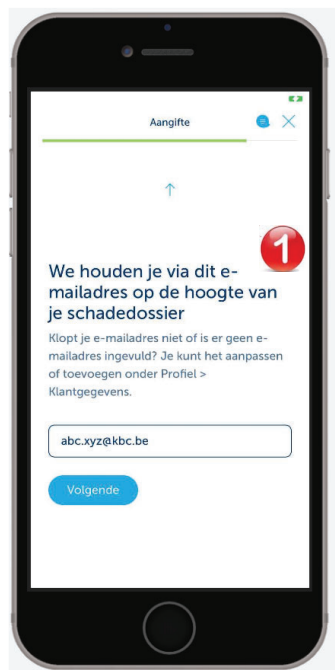 Aangifte
1
We houden je via dit e-
mailadres op de hoogte van
je schadedossier
Klopt je e-mailadres niet of is er geen e-
mailadres ingevuld? Je kunt het aanpassen
of toevoegen onder Profiel >
Klantgegevens.
abc.xyz@kbc.be
Volgende